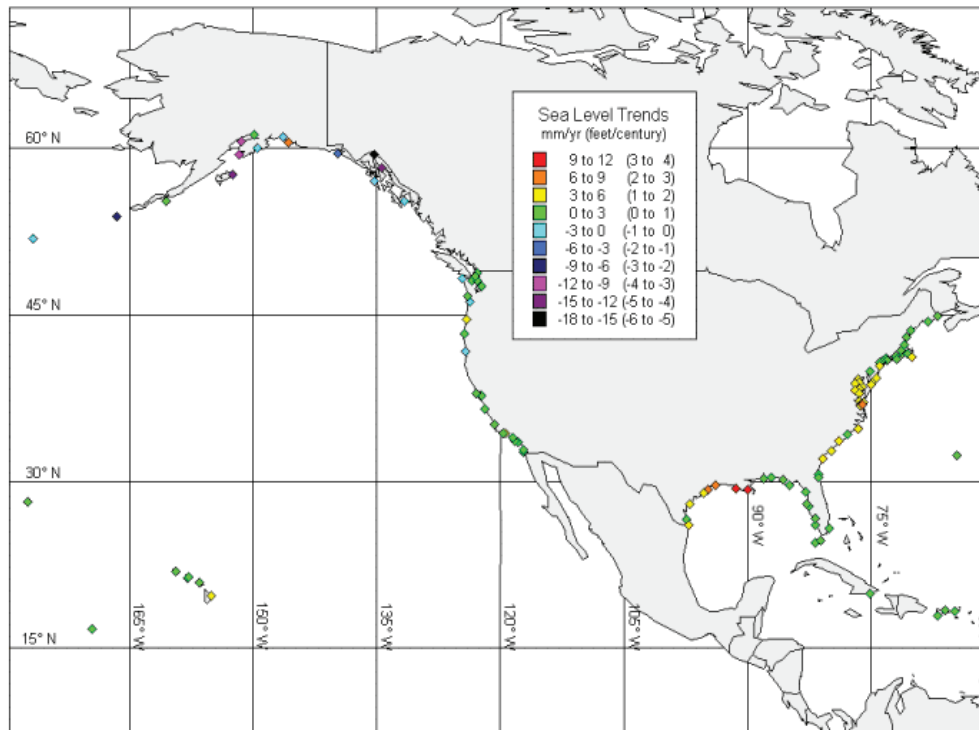 Sea Level Trends
mm/yr (feet/century)
9 to 12 (3 to 4)
6 to 9 (2 to 3)
3 to 6 (1 to 2)
0 to 3 (0 to 1)
-3 to 0 (-1 to 0)
-6 to -3 (-2 to -1)
-9 to -6 (-3 to -2)
-12 to -9 (-4 to -3)
-15 to -12 (-5 to -4)
-18 to -15 (-6 to -5)
60° N
45° N
30° N
15° N
165° W
150° W
135° W
120° W
105° W
90° W
75° W